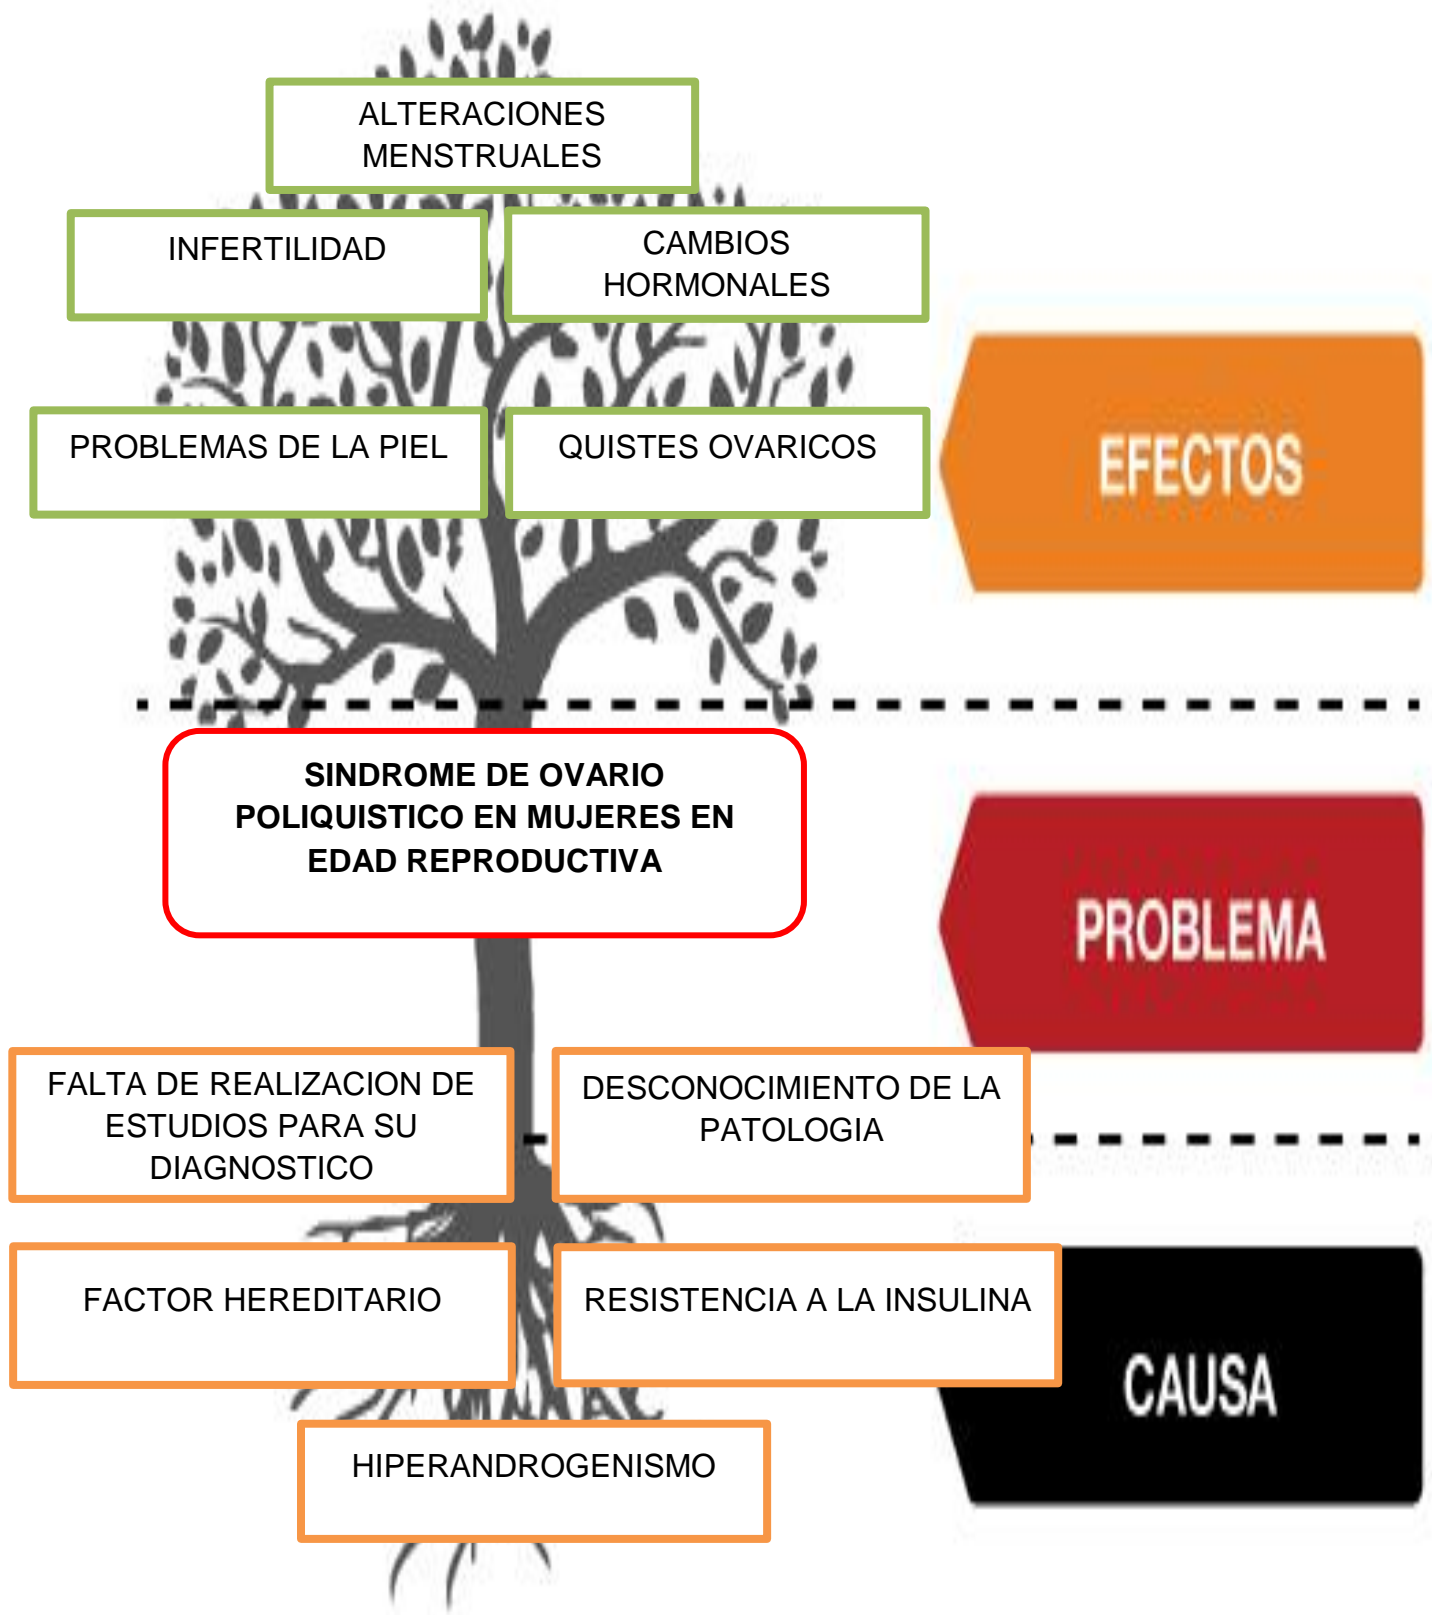 ALTERACIONES
MENSTRUALES
INFERTILIDAD
CAMBIOS
HORMONALES
PROBLEMAS DE LA PIEL
QUISTES OVARICOS
EFECTOS
SINDROME DE OVARIO
POLIQUISTICO EN MUJERES EN
EDAD REPRODUCTIVA
PROBLEMA
FALTA DE REALIZACION DE
ESTUDIOS PARA SU
DIAGNOSTICO
DESCONOCIMIENTO DE LA
PATOLOGIA
FACTOR HEREDITARIO
RESISTENCIA A LA INSULINA
CAUSA
HIPERANDROGENISMO